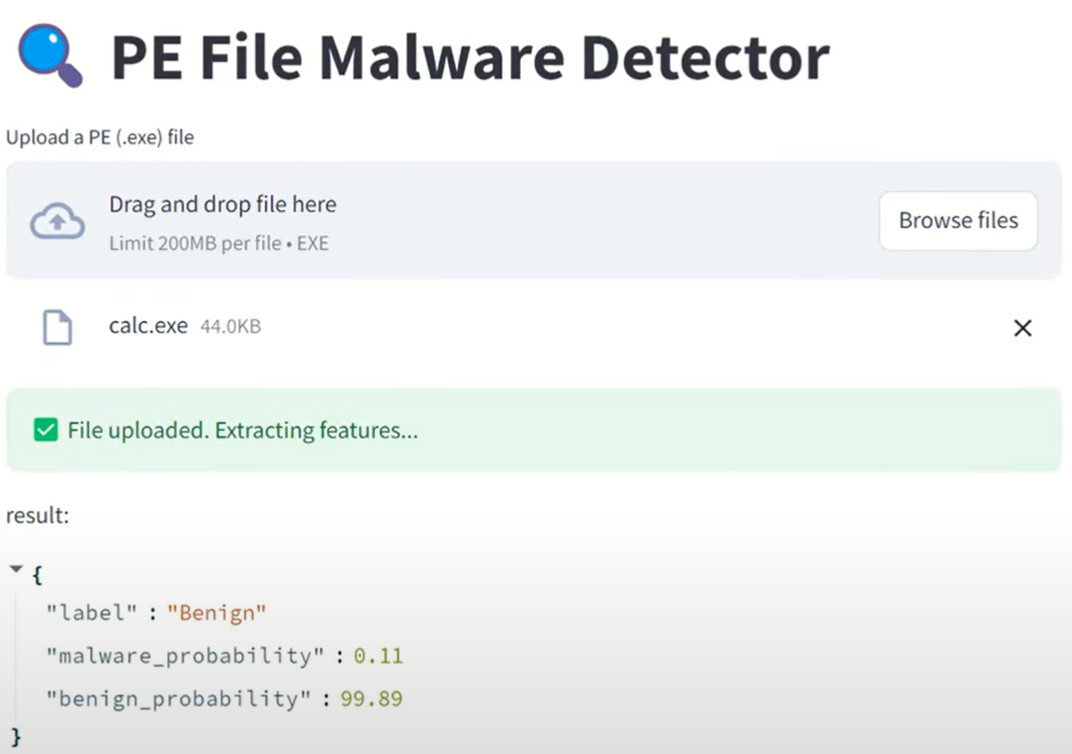 PE File Malware Detector
Upload a PE (.exe) file
Drag and drop file here
Limit 200MB per file • EXE
Browse files
calc.exe 44.0KB
File uploaded. Extracting features...
result:
{
"label" : "Benign"
"malware_probability" : 0.11
"benign_probability" : 99.89
}